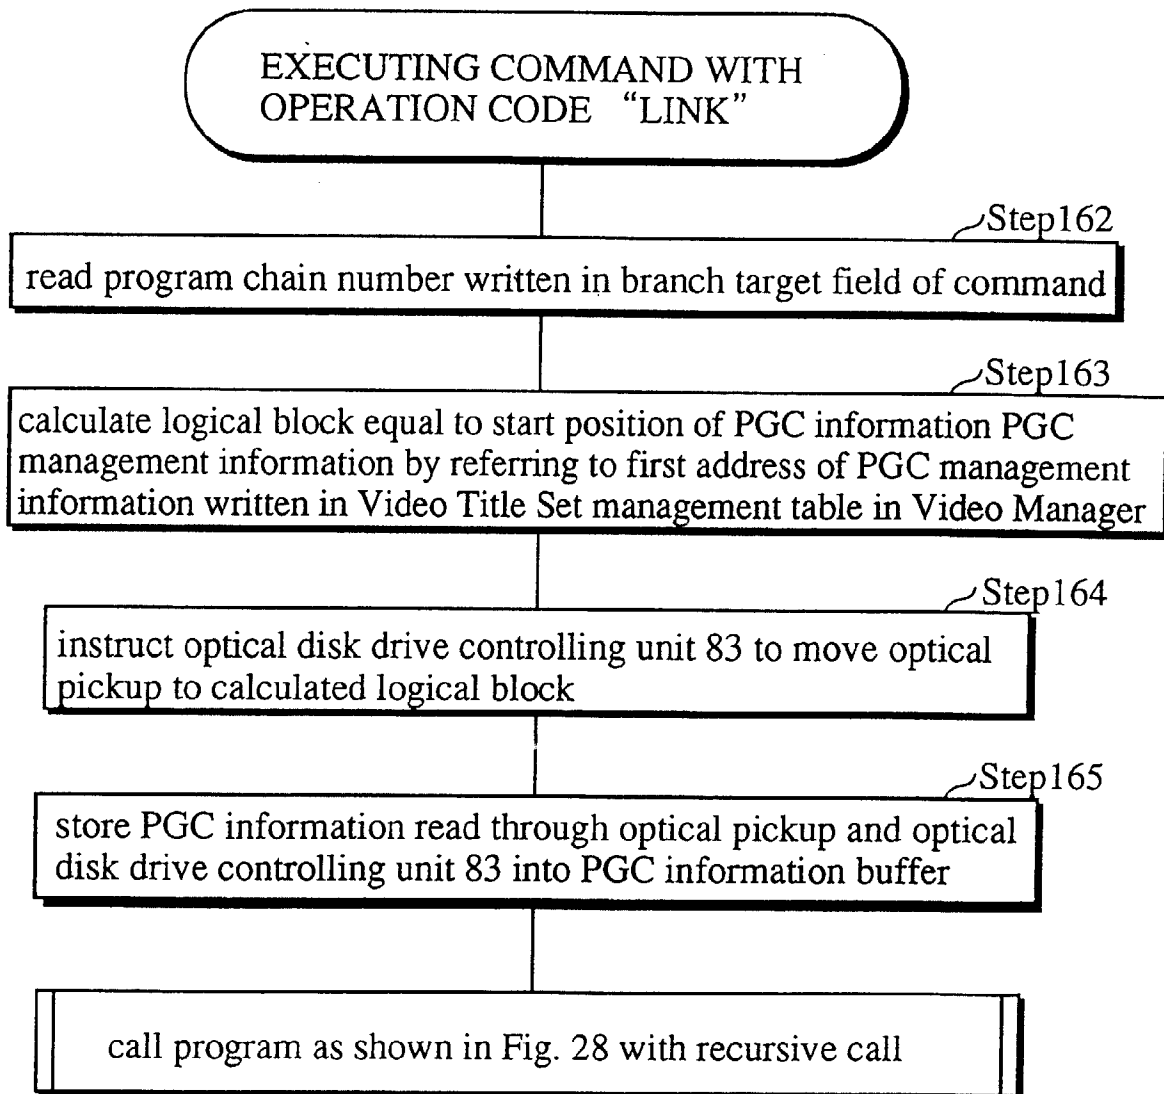 EXECUTING COMMAND WITH
OPERATION CODE “LINK”
Step162
read program chain number written in branch target field of command
Step163
calculate logical block equal to start position of PGC information PGC
management information by referring to first address of PGC management
information written in Video Title Set management table in Video Manager
Step164
instruct optical disk drive controlling unit 83 to move optical
pickup to calculated logical block
Step165
store PGC information read through optical pickup and optical
disk drive controlling unit 83 into PGC information buffer
call program as shown in Fig. 28 with recursive call